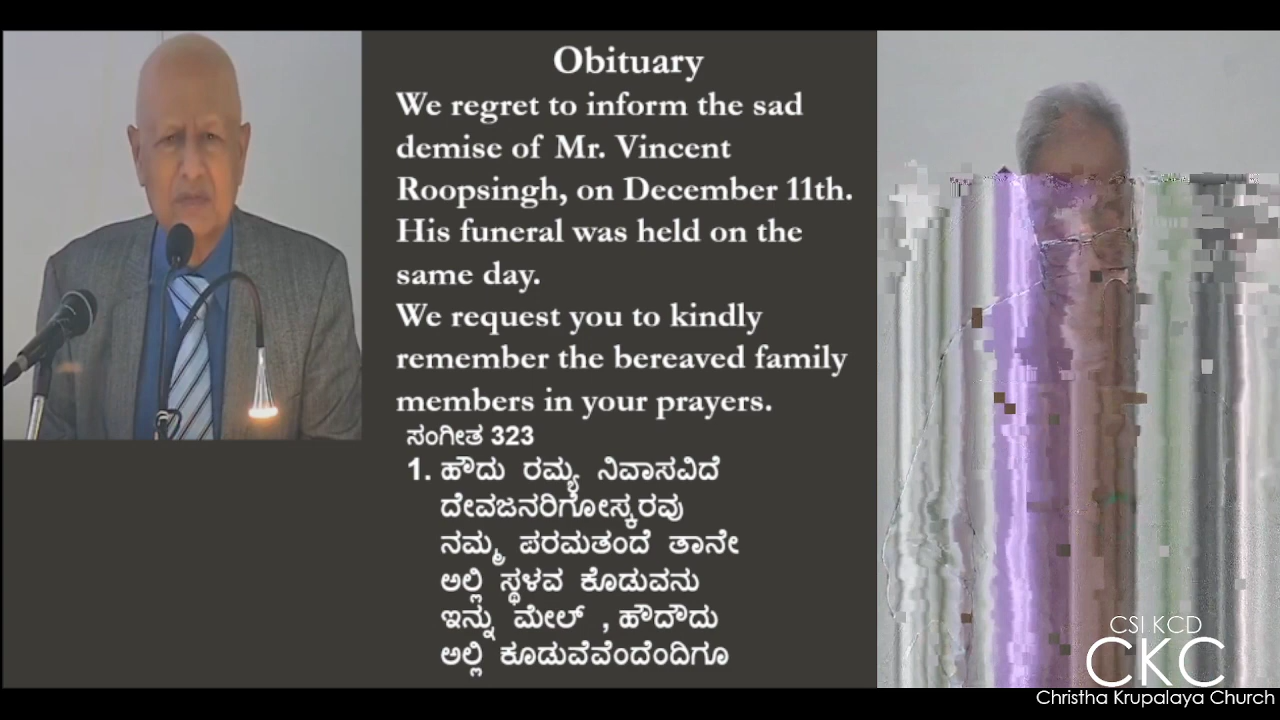 Obituary
We regret to inform the sad
demise of Mr. Vincent
Roopsingh, on December 11th.
His funeral was held on the
same day.
We request you to kindly
remember the bereaved family
members in your prayers.
ಸಂಗೀತ 323
1. ಹೌದು ರಮ್ಯ ನಿವಾಸವಿದೆ
ದೇವಜನರಿಗೋಸ್ಕರವು
ನಮ್ಮ ಪರಮತಂದೆ ತಾನೇ
ಅಲ್ಲಿ ಸ್ಥಳವ ಕೊಡುವನು
ಇನ್ನು ಮೇಲ್ , ಹೌದೌದು
ಅಲ್ಲಿ ಕೂಡುವೆವೆಂದೆಂದಿಗೂ
CSI KCD
CKC
Christha Krupalaya Church